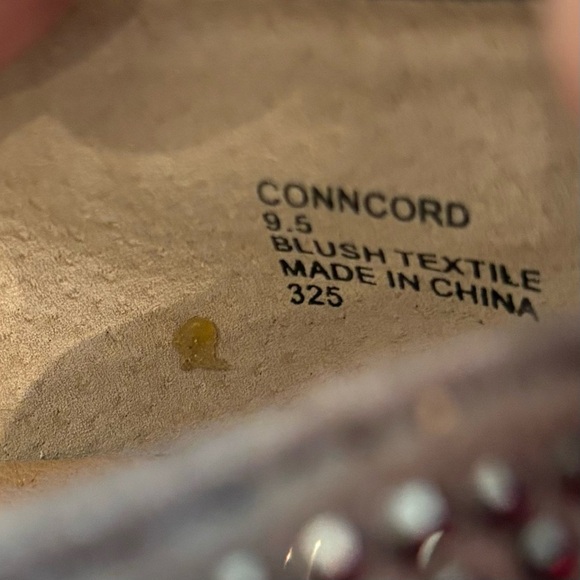 CONNCORD
9.5
BLUSH TEXTILE
MADE IN CHINA
325